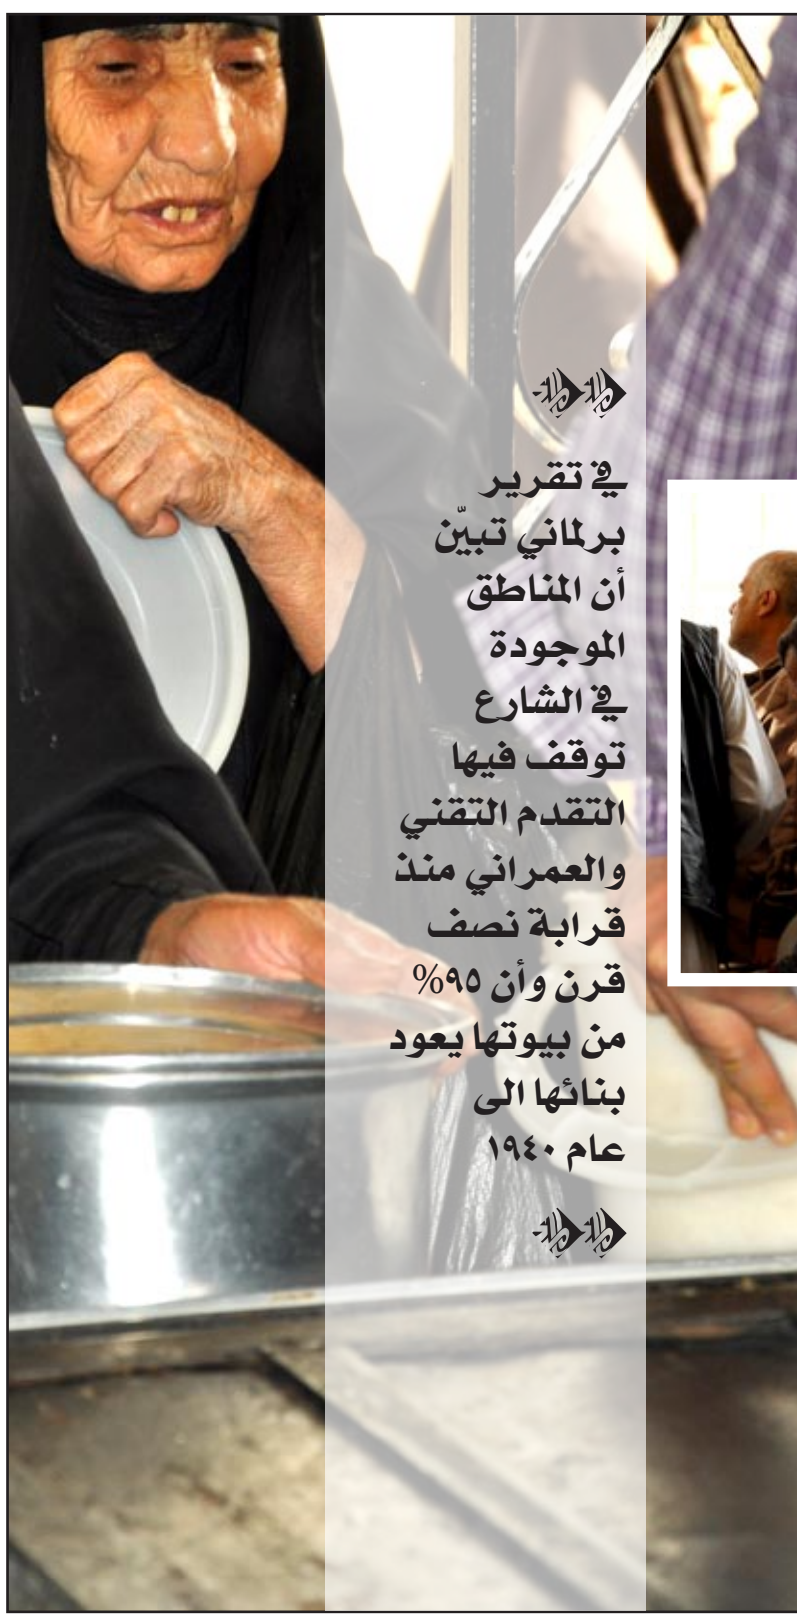 في تقرير
برلماني تبيّن
أن المناطق
الموجودة
في الشارع
توقف فيها
التقدم التقني
والعمراني منذ
قرابة نصف
قرن وأن ٩٥%
من بيوتها يعود
بنائها الى
عام ١٩٤٠